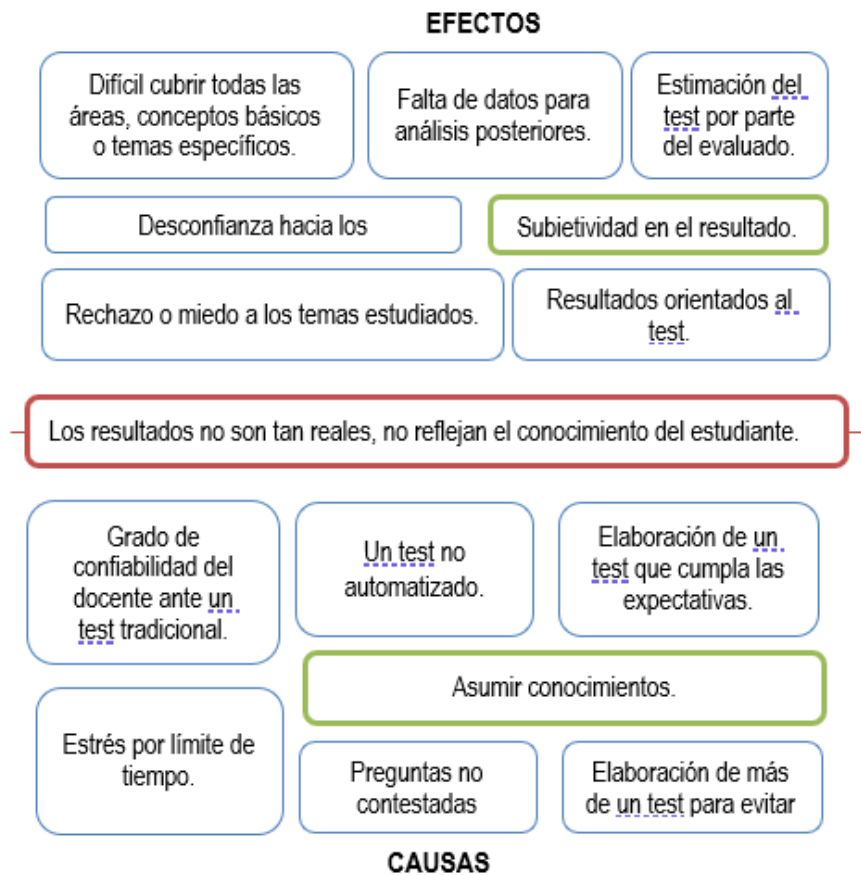 EFECTOS
Difícil cubrir todas las
áreas, conceptos básicos
o temas específicos.
Falta de datos para
análisis posteriores.
Estimación del
test por parte
del evaluado.
Desconfianza hacia los
Subietividad en el resultado.
Rechazo o miedo a los temas estudiados.
Resultados orientados al
test.
Los resultados no son tan reales, no reflejan el conocimiento del estudiante.
Grado de
confiabilidad del
docente ante un
test tradicional.
Un test no
automatizado.
Elaboración de un
test que cumpla las
expectativas.
Asumir conocimientos.
Estrés por límite de
tiempo.
Preguntas no
contestadas
Elaboración de más
de un test para evitar
CAUSAS